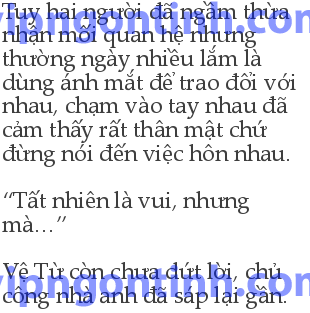 Tuy hai người đã ngầm thừa
nhận mối quan hệ nhưng
thường ngày nhiều lắm là
dùng ánh mắt để trao đổi với
nhau, chạm vào tay nhau đã
cảm thấy rất thân mật chứ
đừng nói đến việc hôn nhau.
“Tất nhiên là vui, nhưng
mà…”
Vệ Từ còn chưa dứt lời, chủ
công nhà anh đã sáp lại gần.